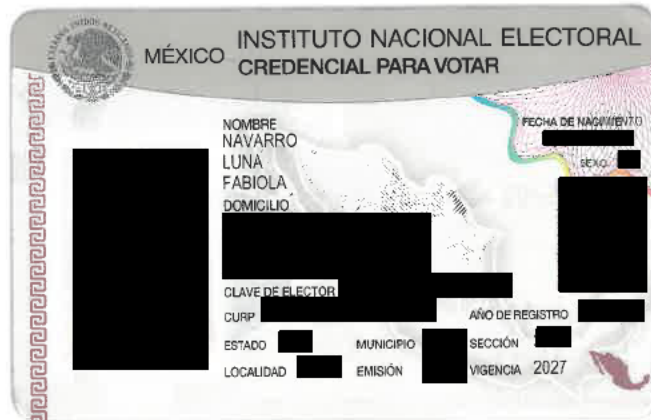 MÉXICO INSTITUTO NACIONAL ELECTORAL
CREDENCIAL PARA VOTAR
NOMBRE
NAVARRO
LUNA
FABIOLA
FECHA DE NACIMIENTO
SEXO
DOMICILIO
CLAVE DE ELECTOR
CURP
AÑO DE REGISTRO
ESTADO MUNICIPIO SECCIÓN
LOCALIDAD EMISIÓN VIGENCIA 2027